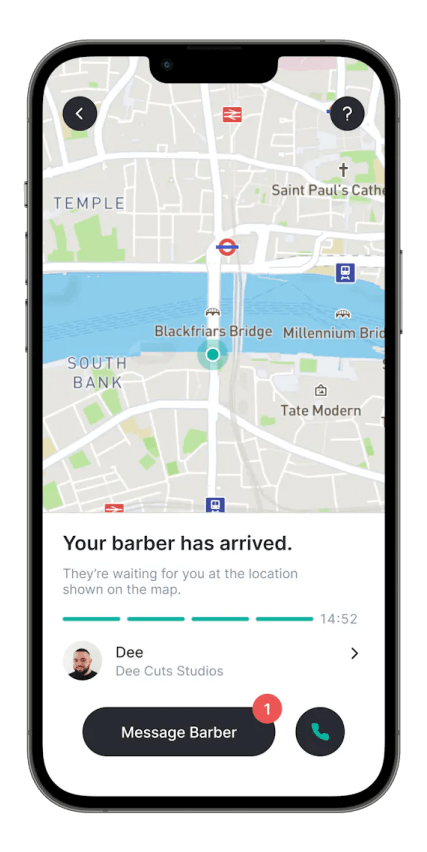 ?
Saint Paul's Cathe
TEMPLE
Blackfriars Bridge
Millennium Bric
SOUTH
BANK
Tate Modern
Your barber has arrived.
They're waiting for you at the location
shown on the map.
14:52
Dee
Dee Cuts Studios
1
Message Barber